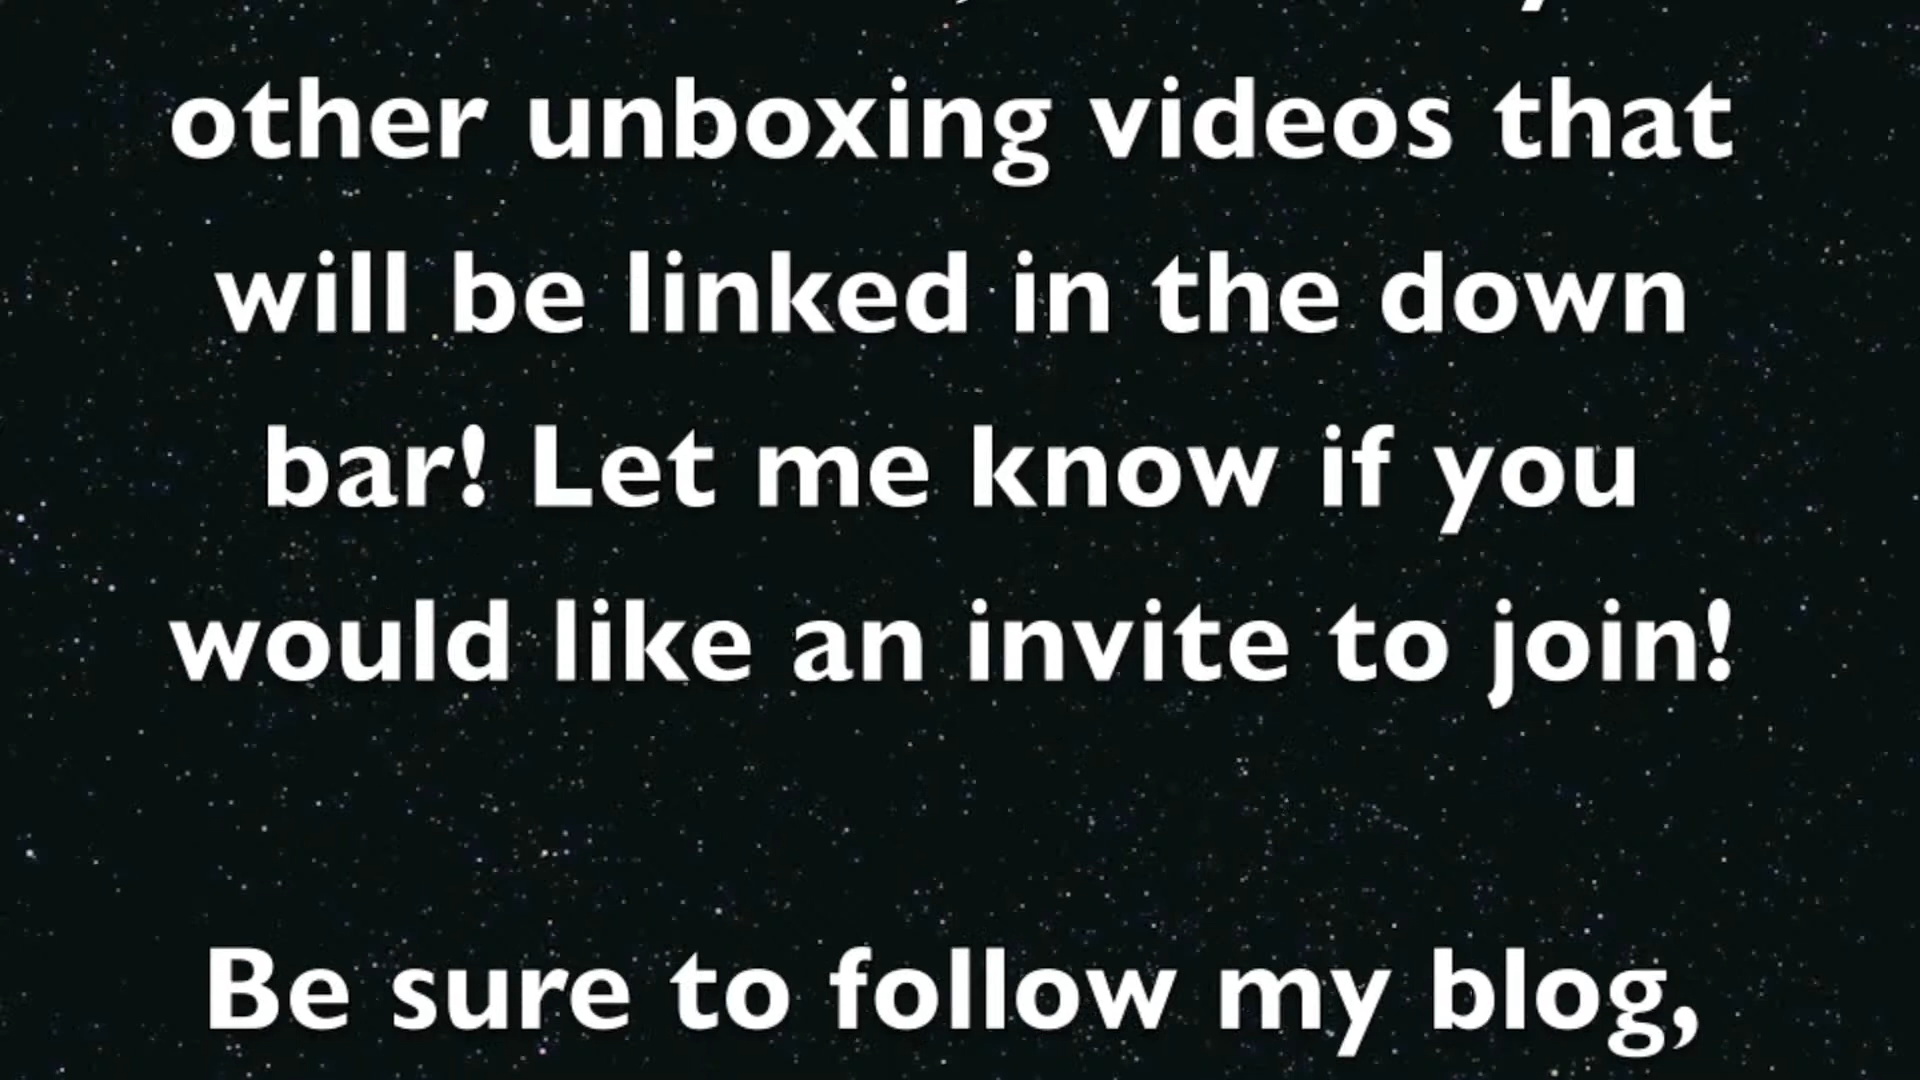 other unboxing videos that
will be linked in the down
bar! Let me know if you
would like an invite to join!
Be sure to follow my blog,